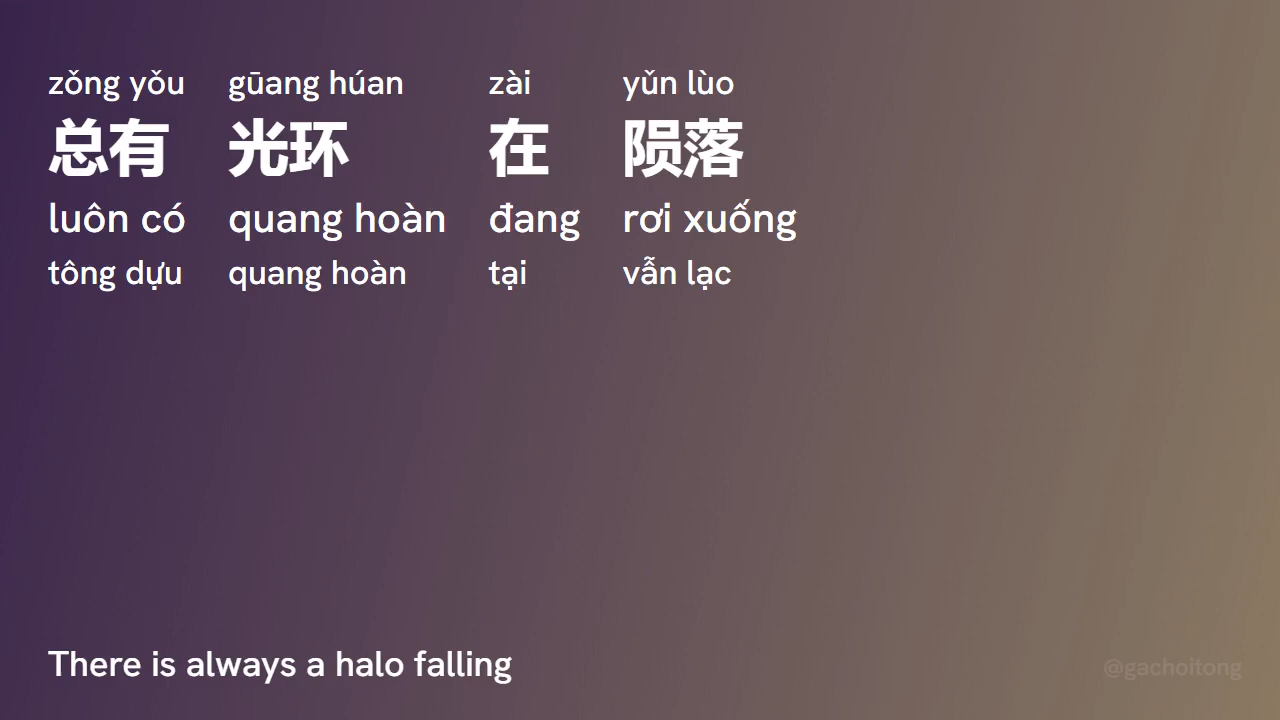 zǒng yǒu gūang húan zài yǔn lùo
总有 光环 在 陨落
luôn có quang hoàn đang rơi xuống
tông dựu quang hoàn tại vẫn lạc
There is always a halo falling
@gachoitong